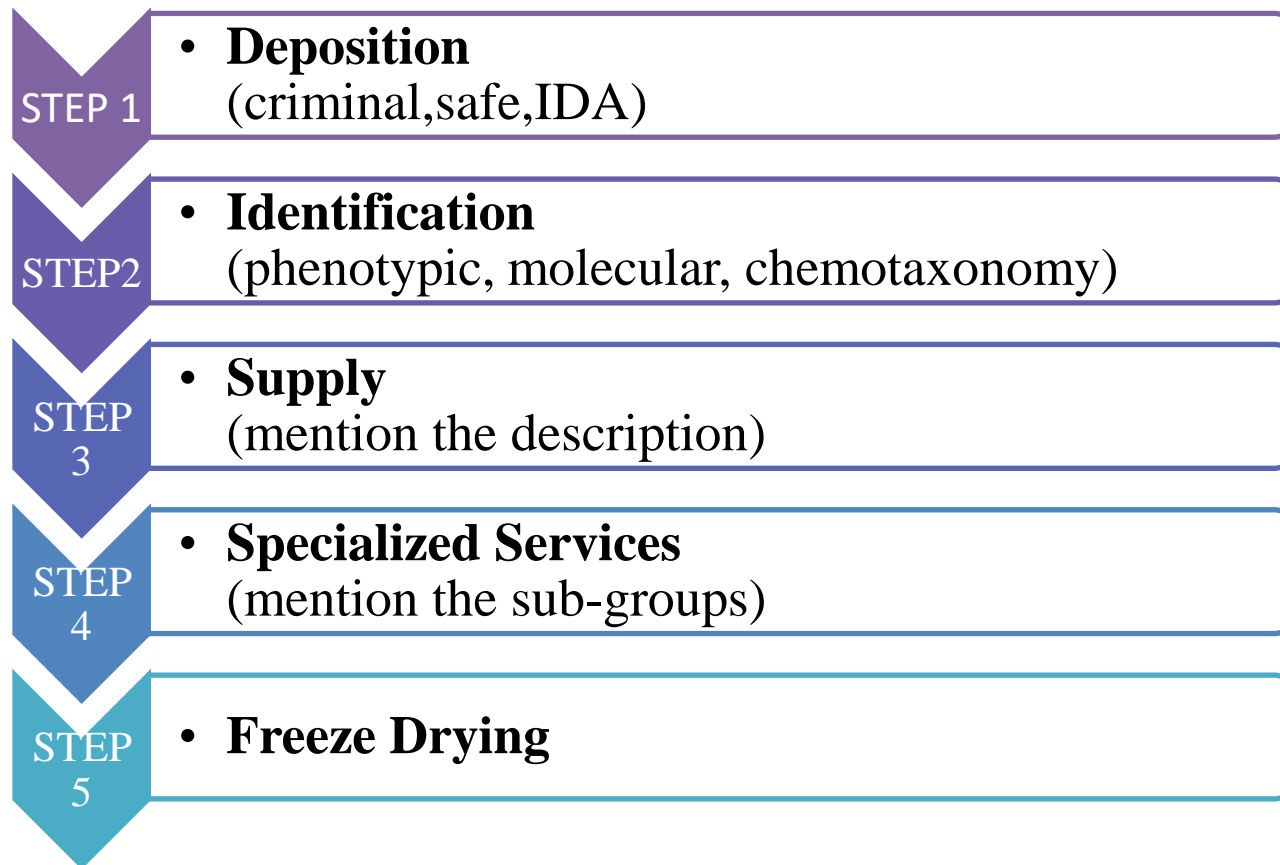 STEP 1
• Deposition
(criminal,safe,IDA)
STEP2
• Identification
(phenotypic, molecular, chemotaxonomy)
STEP
3
• Supply
(mention the description)
STEP
4
• Specialized Services
(mention the sub-groups)
STEP
5
• Freeze Drying